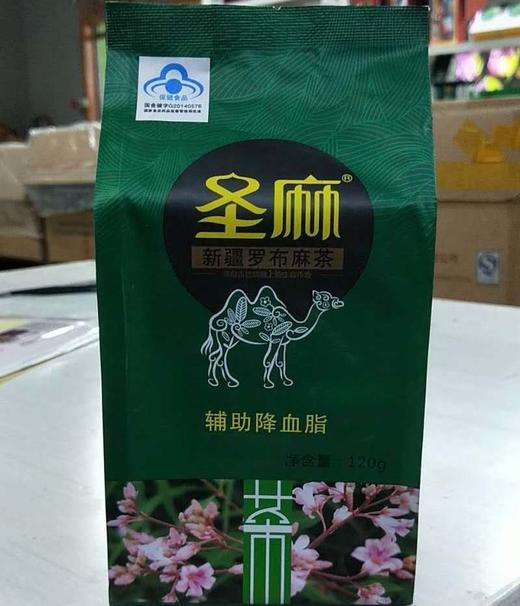 保健食品
国食健字G20140576
圣麻®
新疆罗布麻茶
辅助降血脂
净含量:120g